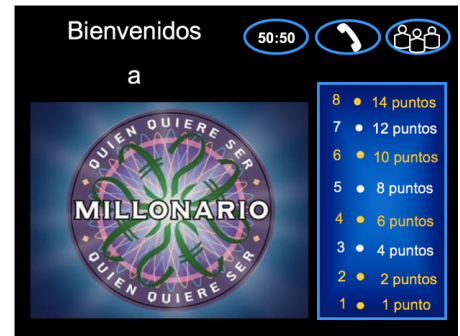 Bienvenidos
a
50:50
QUIEN QUIERE SER
MILLONARIO
QUIEN QUIERE SER
8 • 14 puntos
7 • 12 puntos
6 • 10 puntos
5 • 8 puntos
4 • 6 puntos
3 • 4 puntos
2 • 2 puntos
1 • 1 punto